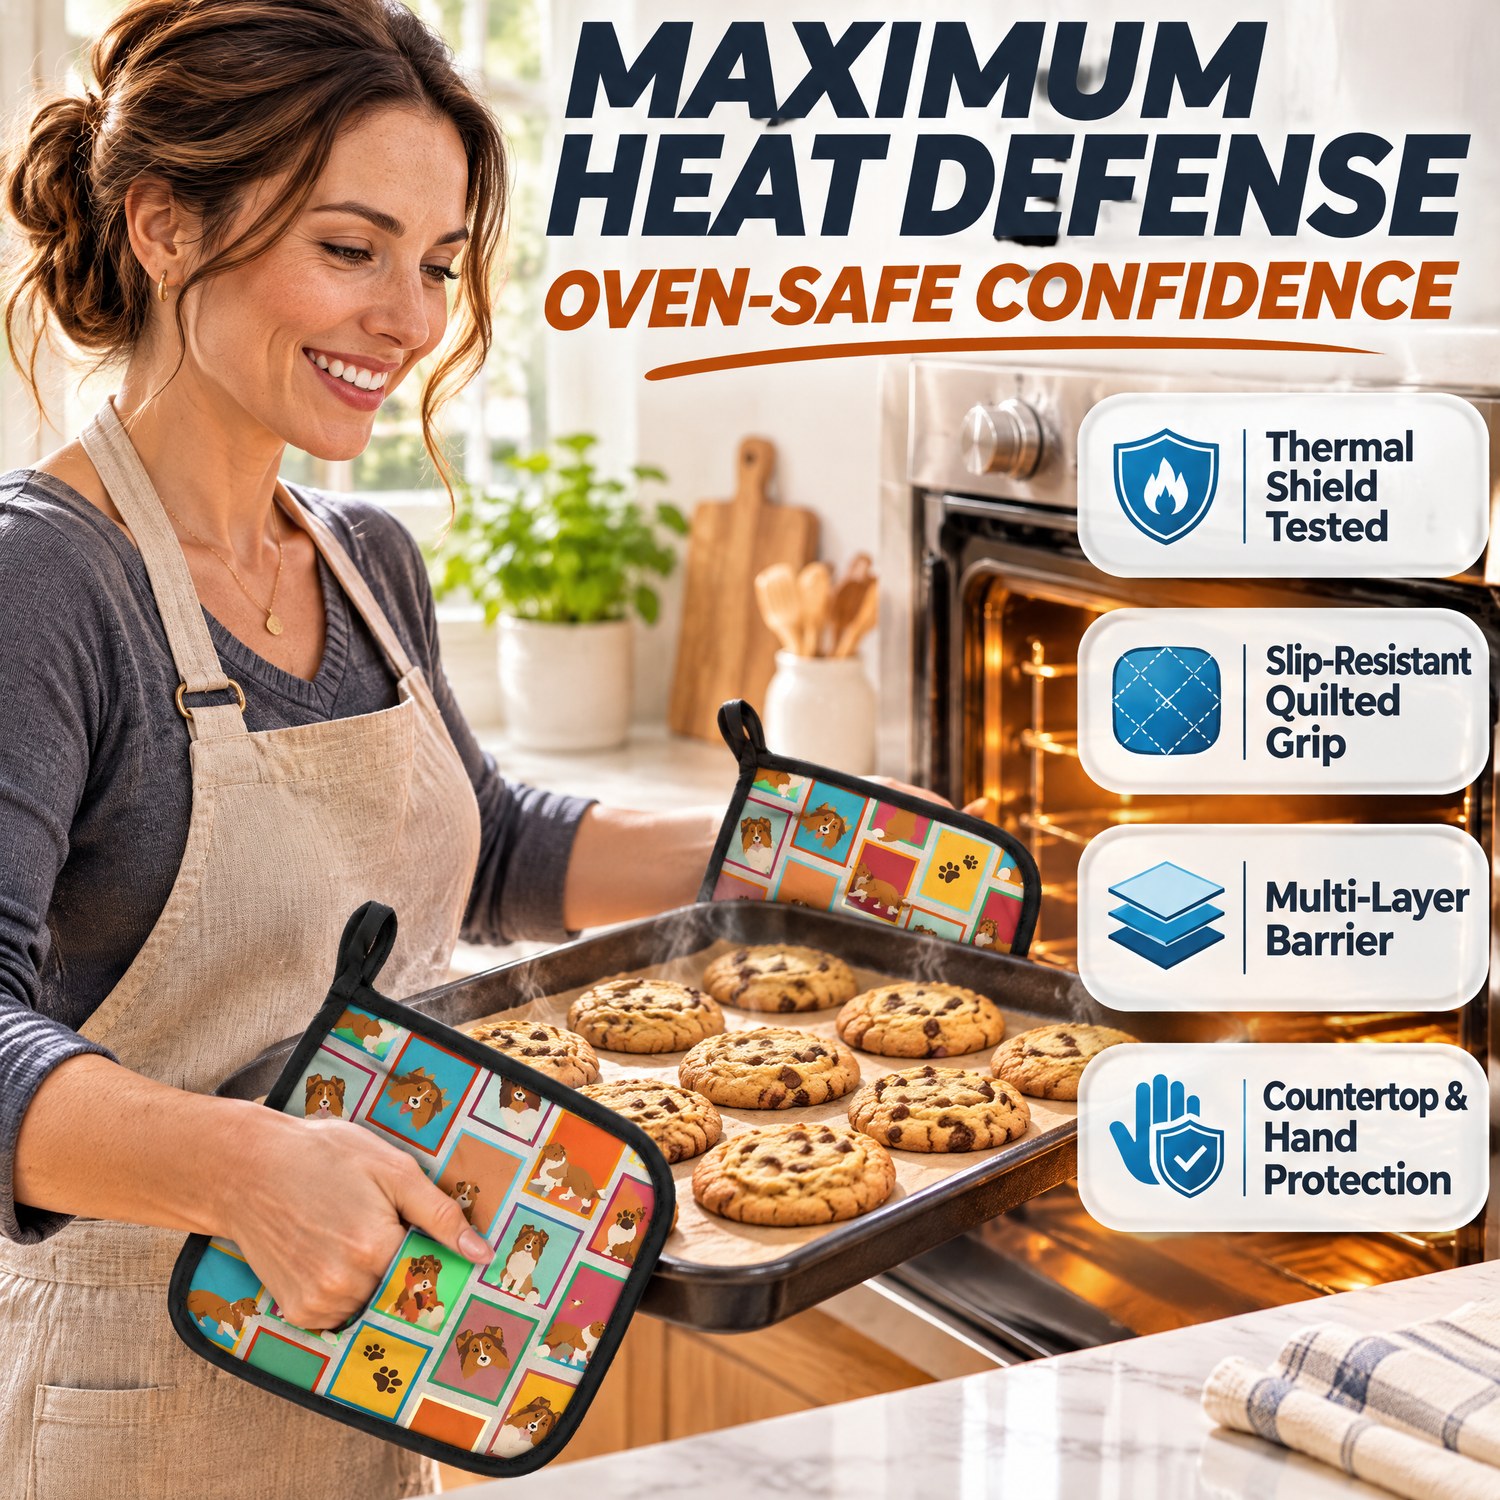 MAXIMUM
HEAT DEFENSE
OVEN-SAFE CONFIDENCE
Thermal
Shield
Tested
Slip-Resistant
Quilted
Grip
Multi-Layer
Barrier
Countertop &
Hand
Protection